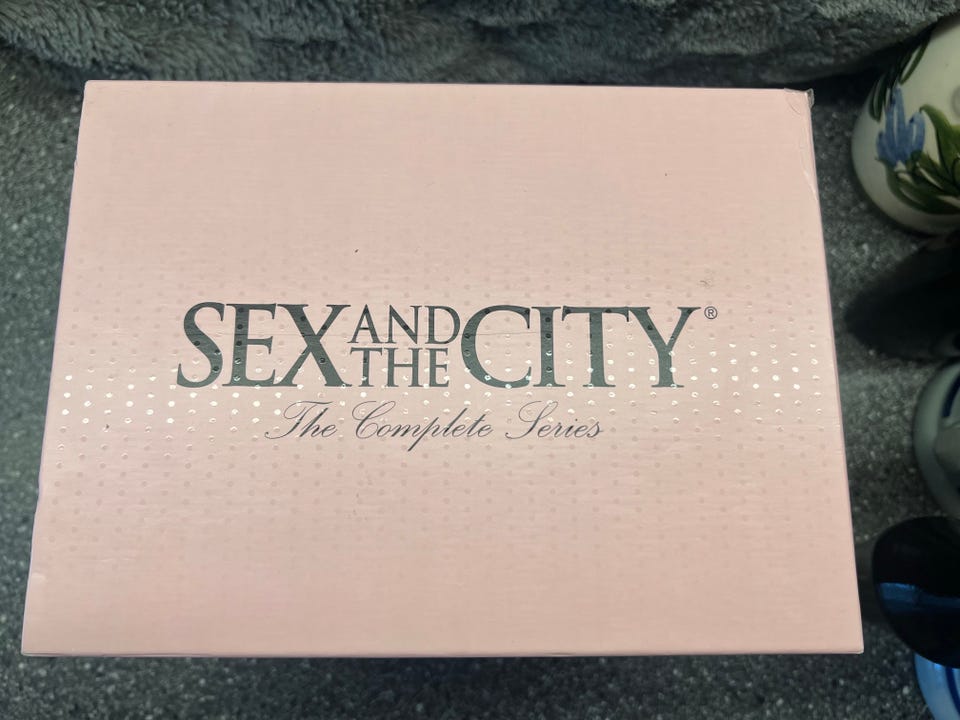 SEX AND THE CITY®
The Complete Series